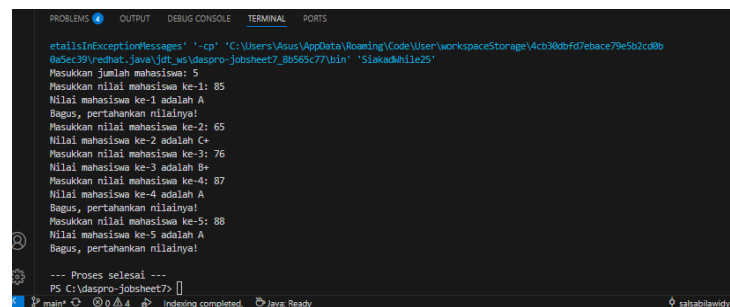 PROBLEMS 4 OUTPUT DEBUG CONSOLE TERMINAL PORTS
etailsInExceptionMessages' '-cp' 'C:\Users\Asus\AppData\Roaming\Code\User\workspaceStorage\4cb30dbfd7ebace79e5b2cd0b
0a5ec39\redhat.java\jdt_ws\daspro-jobsheet7_8b565c77\bin' 'SiakadWhile25'
Masukkan jumlah mahasiswa: 5
Masukkan nilai mahasiswa ke-1: 85
Nilai mahasiswa ke-1 adalah A
Bagus, pertahankan nilainya!
Masukkan nilai mahasiswa ke-2: 65
Nilai mahasiswa ke-2 adalah C+
Masukkan nilai mahasiswa ke-3: 76
Nilai mahasiswa ke-3 adalah B+
Masukkan nilai mahasiswa ke-4: 87
Nilai mahasiswa ke-4 adalah A
Bagus, pertahankan nilainya!
Masukkan nilai mahasiswa ke-5: 88
Nilai mahasiswa ke-5 adalah A
Bagus, pertahankan nilainya!
--- Proses selesai ---
PS C:\daspro-jobsheet7>
main* 0 4 Indexing completed. Java: Ready salsabilawidy